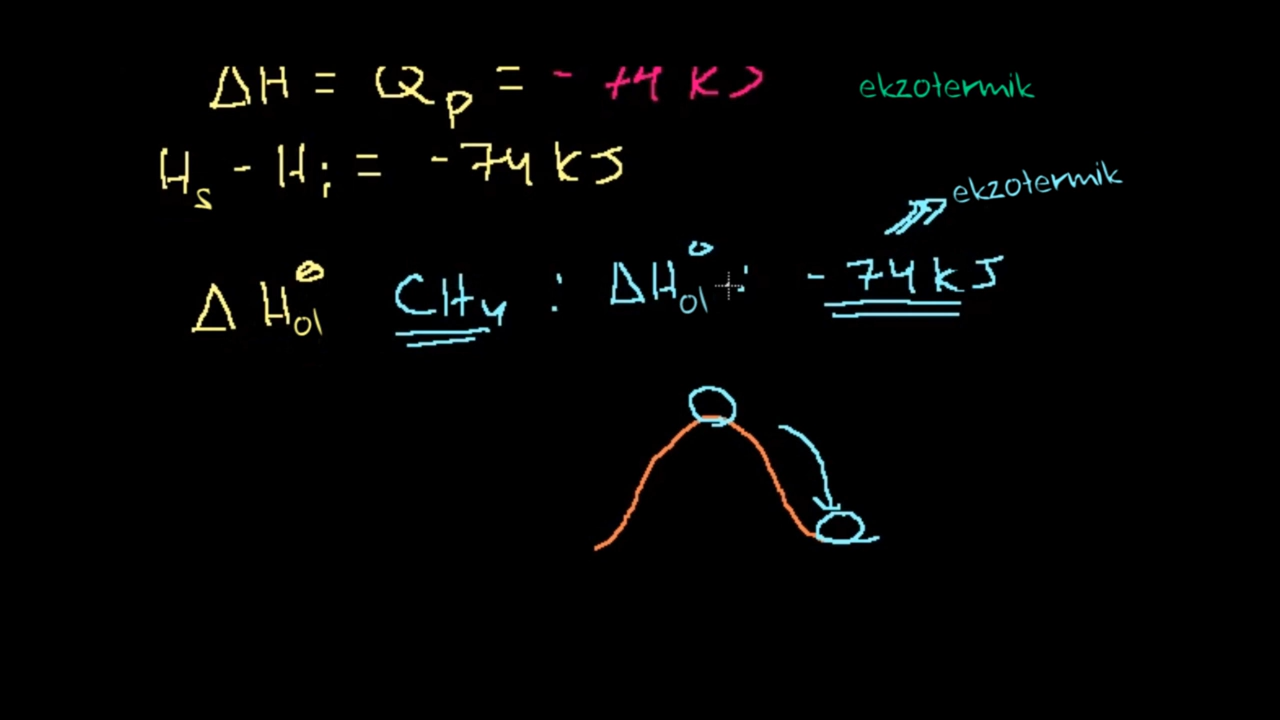 ΔH = Qp = -74 kJ ekzotermik
Hs - Hi = -74 kJ
ekzotermik
ΔH°ol CH4 : ΔH°ol : -74 kJ